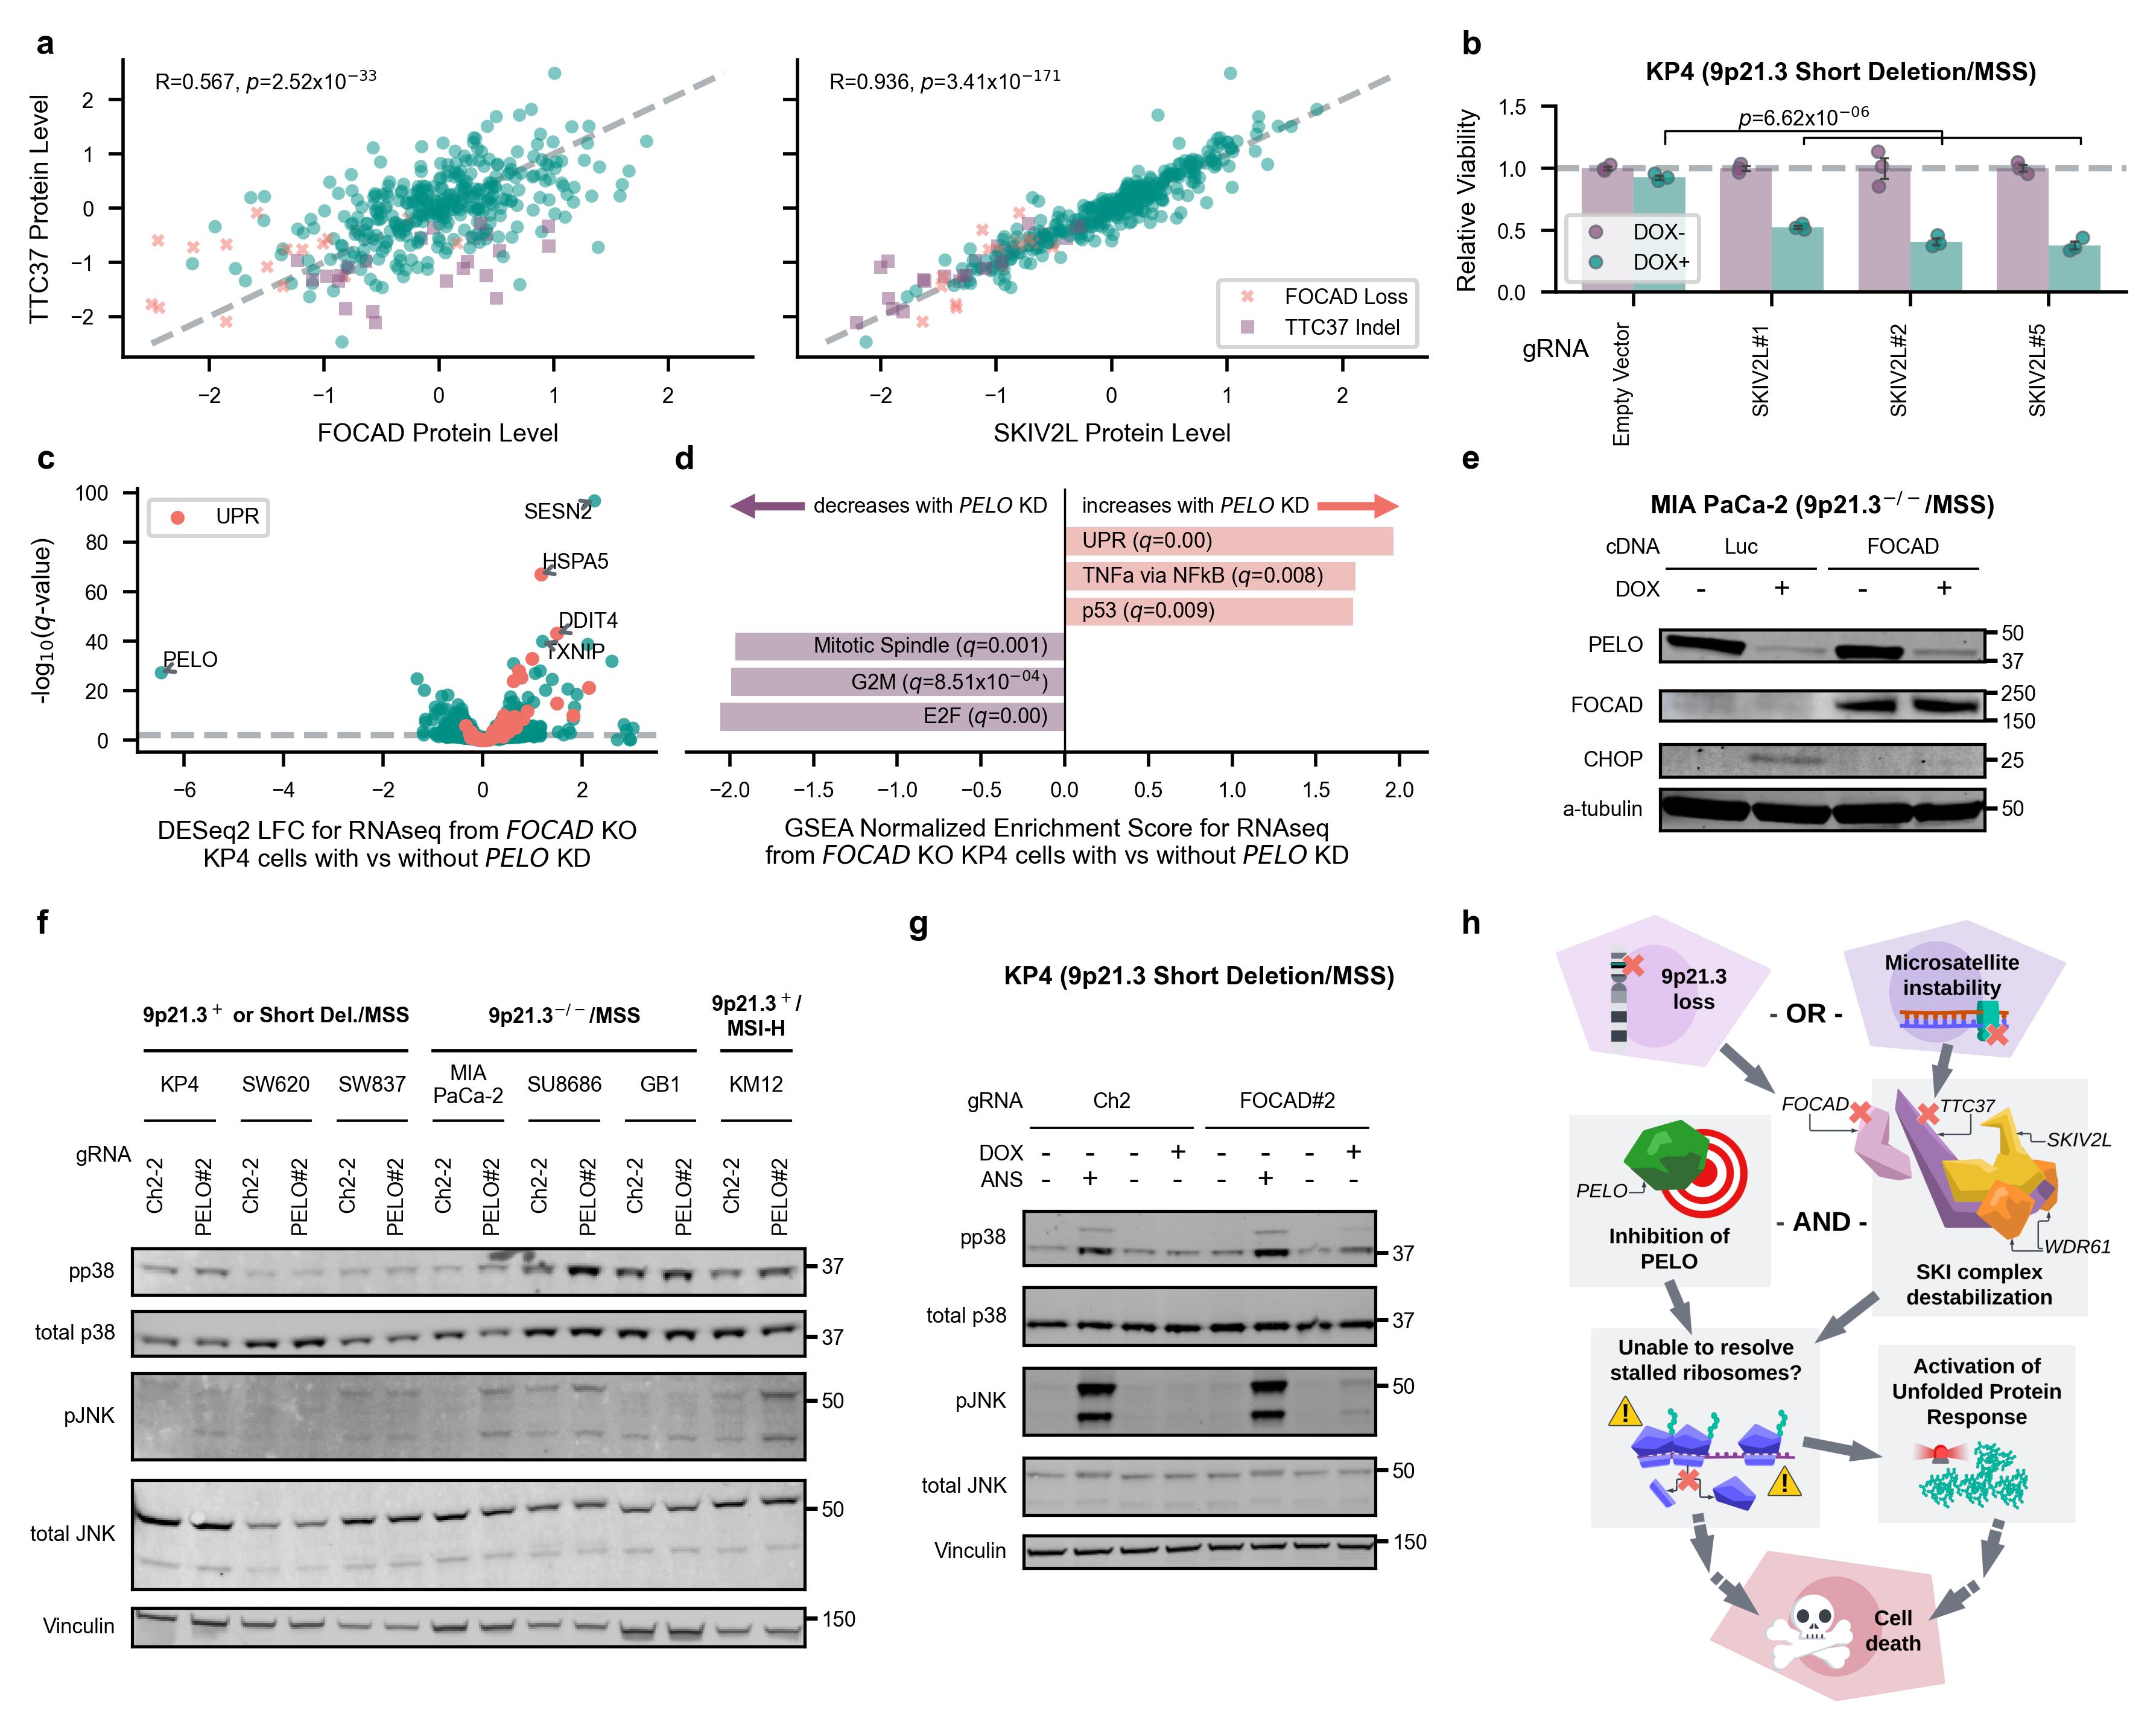 a
R=0.567, p=2.52x10⁻³³
TTC37 Protein Level
2
1
0
−1
−2
−2
−1
0
1
2
FOCAD Protein Level
R=0.936, p=3.41x10⁻¹⁷¹
FOCAD Loss
TTC37 Indel
−2
−1
0
1
2
SKIV2L Protein Level
b
KP4 (9p21.3 Short Deletion/MSS)
p=6.62x10⁻⁰⁶
Relative Viability
1.5
1.0
0.5
0.0
DOX-
DOX+
gRNA
Empty Vector
SKIV2L#1
SKIV2L#2
SKIV2L#5
c
-log₁₀(q-value)
100
80
60
40
20
0
UPR
SESN2
HSPA5
DDIT4
TXNIP
PELO
−6
−4
−2
0
2
DESeq2 LFC for RNAseq from FOCAD KO
KP4 cells with vs without PELO KD
d
decreases with PELO KD
increases with PELO KD
UPR (q=0.00)
TNFa via NFkB (q=0.008)
p53 (q=0.009)
Mitotic Spindle (q=0.001)
G2M (q=8.51x10⁻⁰⁴)
E2F (q=0.00)
−2.0
−1.5
−1.0
−0.5
0.0
0.5
1.0
1.5
2.0
GSEA Normalized Enrichment Score for RNAseq
from FOCAD KO KP4 cells with vs without PELO KD
e
MIA PaCa-2 (9p21.3⁻/⁻/MSS)
cDNA Luc FOCAD
DOX - + - +
PELO 50
37
FOCAD 250
150
CHOP 25
a-tubulin 50
f
9p21.3⁺ or Short Del./MSS
9p21.3⁻/⁻/MSS
9p21.3⁺/
MSI-H
KP4
SW620
SW837
MIA
PaCa-2
SU8686
GB1
KM12
gRNA
Ch2-2
PELO#2
Ch2-2
PELO#2
Ch2-2
PELO#2
Ch2-2
PELO#2
Ch2-2
PELO#2
Ch2-2
PELO#2
Ch2-2
PELO#2
pp38 37
total p38 37
pJNK 50
total JNK 50
Vinculin 150
g
KP4 (9p21.3 Short Deletion/MSS)
gRNA Ch2 FOCAD#2
DOX - - - + - - - +
ANS - + - - - + - -
pp38 37
total p38 37
pJNK 50
total JNK 50
Vinculin 150
h
9p21.3
loss
- OR -
Microsatellite
instability
FOCAD
TTC37
SKIV2L
WDR61
PELO
Inhibition of
PELO
- AND -
SKI complex
destabilization
Unable to resolve
stalled ribosomes?
!
!
Activation of
Unfolded Protein
Response
Cell
death